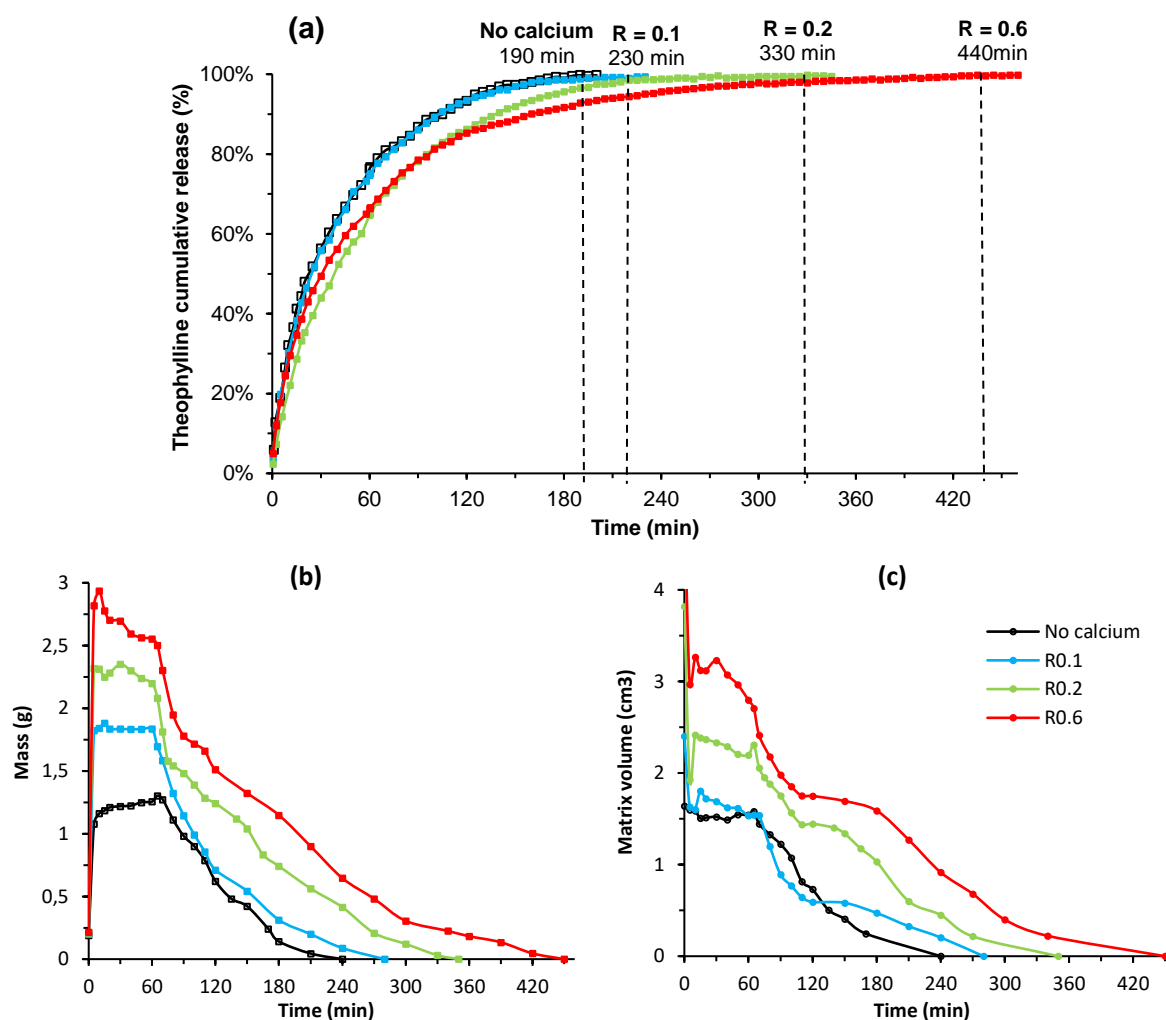 (a)
No calcium
190 min
R = 0.1
230 min
R = 0.2
330 min
R = 0.6
440min
100%
80%
60%
40%
20%
0%
Theophylline cumulative release (%)
0 60 120 180 240 300 360 420
Time (min)
(b)
3
2,5
2
1,5
1
0,5
0
Mass (g)
0 60 120 180 240 300 360 420
Time (min)
(c)
4
3
2
1
0
Matrix volume (cm3)
No calcium
R0.1
R0.2
R0.6
0 60 120 180 240 300 360 420
Time (min)